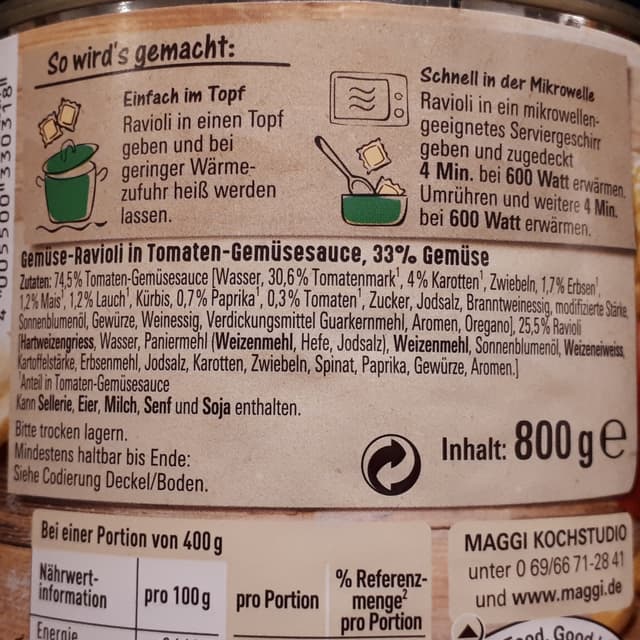 So wird's gemacht:
Einfach im Topf
Ravioli in einen Topf
geben und bei
geringer Wärme-
zufuhr heiß werden
lassen.
Schnell in der Mikrowelle
Ravioli in ein mikrowellen-
geeignetes Serviergeschirr
geben und zugedeckt
4 Min. bei 600 Watt erwärmen.
Umrühren und weitere 4 Min.
bei 600 Watt erwärmen.
Gemüse-Ravioli in Tomaten-Gemüsesauce, 33% Gemüse
Zutaten: 74,5% Tomaten-Gemüsesauce [Wasser, 30,6% Tomatenmark¹, 4% Karotten¹, Zwiebeln, 1,7% Erbsen¹,
1,2% Mais¹, 1,2% Lauch¹, Kürbis, 0,7% Paprika¹, 0,3% Tomaten¹, Zucker, Jodsalz, Branntweinessig, modifizierte Stärke,
Sonnenblumenöl, Gewürze, Weinessig, Verdickungsmittel Guarkernmehl, Aromen, Oregano], 25,5% Ravioli
[Hartweizengriess, Wasser, Paniermehl (Weizenmehl, Hefe, Jodsalz), Weizenmehl, Sonnenblumenöl, Weizeneiweiss,
Kartoffelstärke, Erbsenmehl, Jodsalz, Karotten, Zwiebeln, Spinat, Paprika, Gewürze, Aromen.]
¹Anteil in Tomaten-Gemüsesauce
Kann Sellerie, Eier, Milch, Senf und Soja enthalten.
Bitte trocken lagern.
Mindestens haltbar bis Ende:
Siehe Codierung Deckel/Boden.
Inhalt: 800 g e
Bei einer Portion von 400 g
Nährwert-
information
pro 100 g
pro Portion
% Referenz-
menge²
pro Portion
Energie
MAGGI KOCHSTUDIO
unter 0 69/66 71-28 41
und www.maggi.de